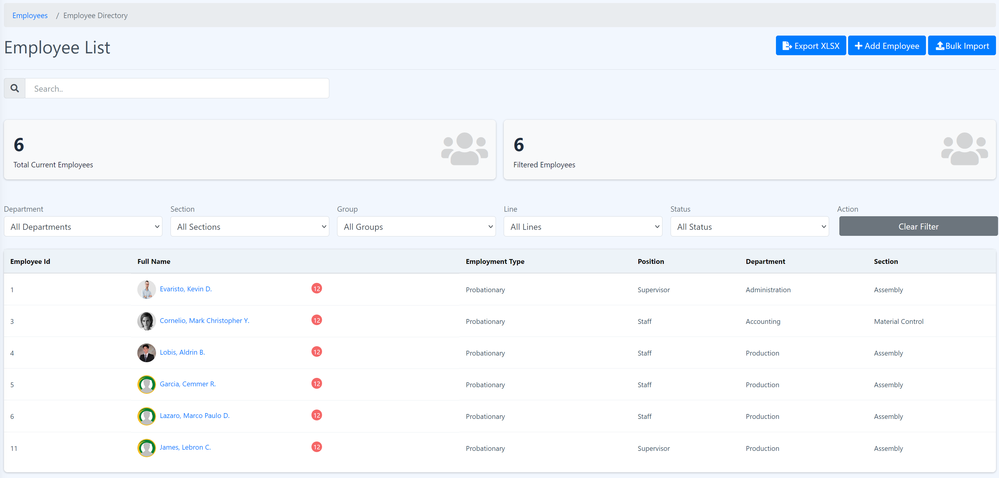 Employees / Employee Directory
Employee List
Export XLSX Add Employee Bulk Import
Search..
6 6
Total Current Employees Filtered Employees
Department Section Group Line Status Action
All Departments All Sections All Groups All Lines All Status Clear Filter
Employee Id Full Name Employment Type Position Department Section
1 Evaristo, Kevin D. 12 Probationary Supervisor Administration Assembly
3 Cornelio, Mark Christopher Y. 12 Probationary Staff Accounting Material Control
4 Lobis, Aldrin B. 12 Probationary Staff Production Assembly
5 Garcia, Cemmer R. 12 Probationary Staff Production Assembly
6 Lazaro, Marco Paulo D. 12 Probationary Staff Production Assembly
11 James, Lebron C. 12 Probationary Supervisor Production Assembly